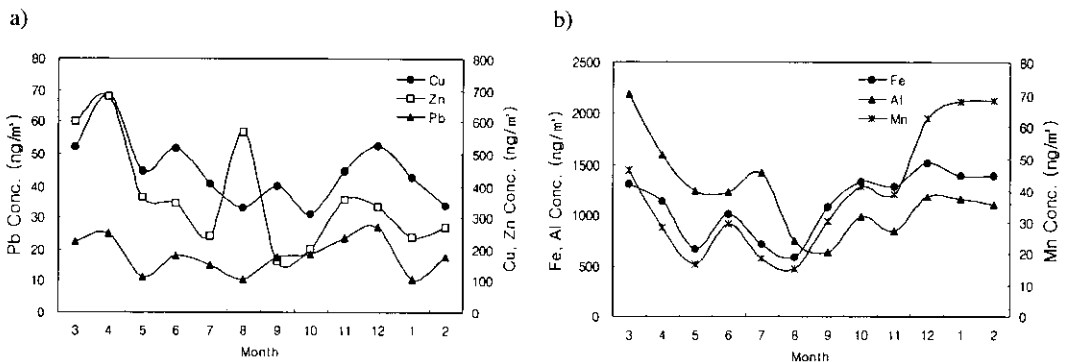 a)
80
70
60
50
40
30
20
10
0
Pb Conc. (ng/m³)
Cu
Zn
Pb
800
700
600
500
400
300
200
100
0
Cu, Zn Conc. (ng/m³)
3 4 5 6 7 8 9 10 11 12 1 2
Month
b)
2500
2000
1500
1000
500
0
Fe, Al Conc. (ng/m³)
Fe
Al
Mn
80
70
60
50
40
30
20
10
0
Mn Conc. (ng/m³)
3 4 5 6 7 8 9 10 11 12 1 2
Month